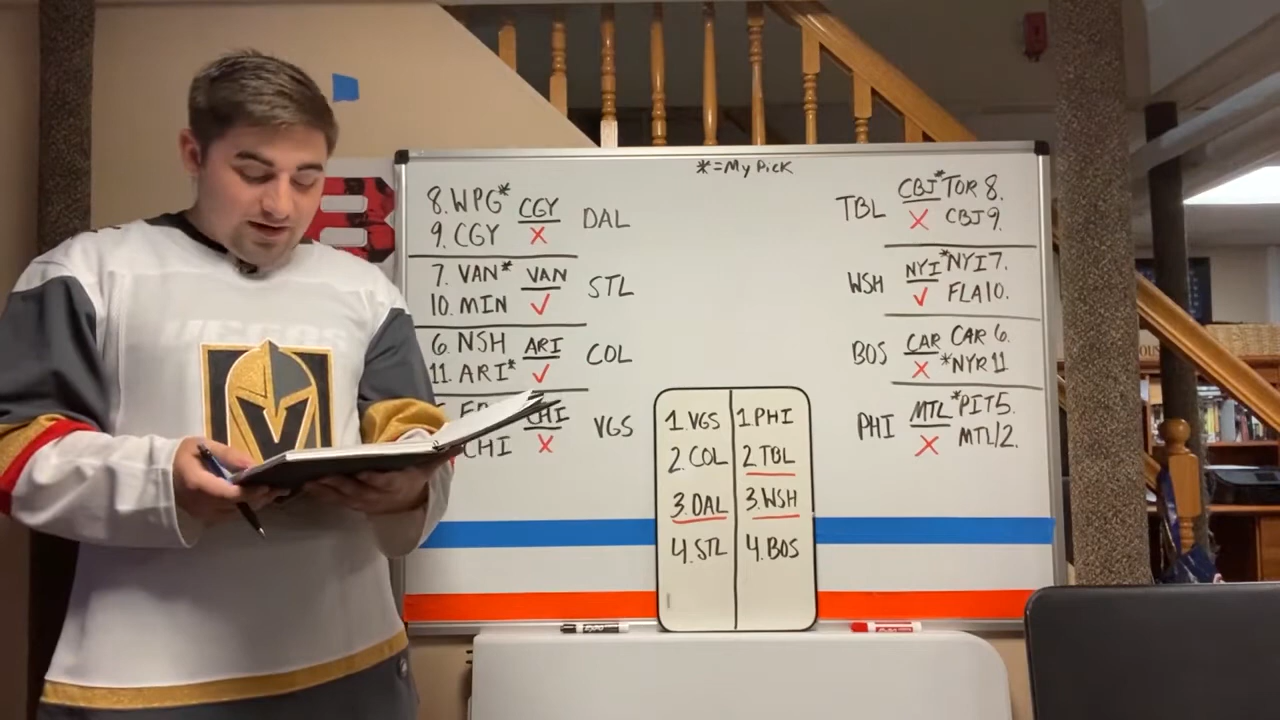 *=My Pick
8. WPG* CGY DAL
9. CGY X
7. VAN* VAN STL
10. MIN ✓
6. NSH ARI COL
11. ARI* ✓
CHI VGS
CHI X
TBL CBJ *TOR 8.
X CBJ 9.
WSH NYI *NYI 7.
✓ FLA 10.
BOS CAR CAR 6.
X *NYR 11
PHI MTL *PIT 5.
X MTL 12.
1. VGS 1. PHI
2. COL 2. TBL
3. DAL 3. WSH
4. STL 4. BOS